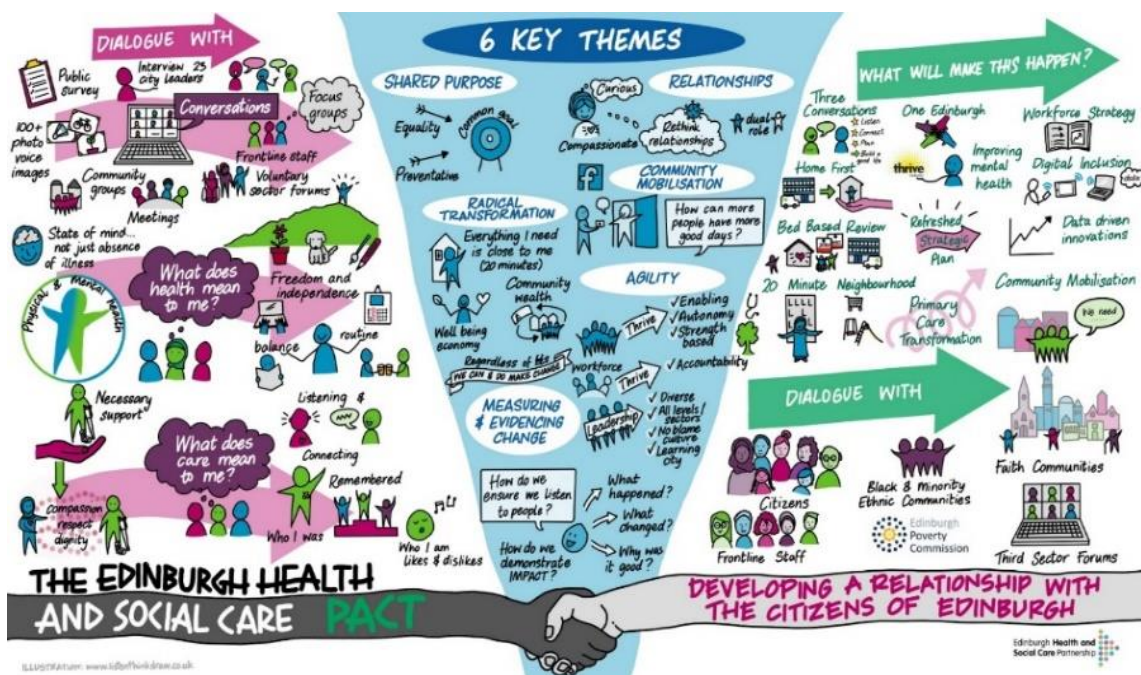 DIALOGUE WITH
Public
survey
Interview 25
city leaders
Conversations
Focus
groups
100+
photo
voice
images
Frontline staff
Community
groups
Voluntary
sector forums
Meetings
State of mind...
not just absence
of illness
What does
health mean
to me?
Freedom and
independence
Physical & Mental Health
balance
routine
Necessary
support
Listening &
Connecting
What does
care mean
to me?
Remembered
compassion
respect
dignity
Who I was
Who I am
Likes & dislikes
6 KEY THEMES
SHARED PURPOSE
Equality
Common goal
Preventative
RELATIONSHIPS
Curious
Compassionate
Rethink
relationships
dual
role
COMMUNITY
MOBILISATION
How can more
people have more
good days?
RADICAL
TRANSFORMATION
Everything I need
is close to me
(20 minutes)
Community
wealth
Well being
economy
Regardless of
WE CAN & DO MAKE CHANGE
AGILITY
Thrive
✓ Enabling
✓ Autonomy
✓ Strength
based
workforce
Thrive
✓ Accountability
Leadership
✓ Diverse
✓ All levels/
sectors
✓ No blame
culture
✓ Learning
city
MEASURING
& EVIDENCING
CHANGE
How do we
ensure we listen
to people?
How do we
demonstrate
IMPACT?
What
happened?
What
changed?
Why was
it good?
WHAT WILL MAKE THIS HAPPEN?
Three
Conversations
Listen
Connect
Plan
Build a
good life
One Edinburgh
Workforce Strategy
Home First
thrive
Improving
mental
health
Digital Inclusion
Bed Based Review
Refreshed
Strategic
Plan
Data driven
innovations
20 Minute Neighbourhood
Primary
Care
Transformation
Community Mobilisation
We need
DIALOGUE WITH
Citizens
Black & Minority
Ethnic Communities
Faith Communities
Frontline Staff
Edinburgh
Poverty
Commission
Third Sector Forums
THE EDINBURGH HEALTH
AND SOCIAL CARE PACT
DEVELOPING A RELATIONSHIP WITH
THE CITIZENS OF EDINBURGH
ILLUSTRATION: www.listenthinkdraw.co.uk
Edinburgh Health and
Social Care Partnership